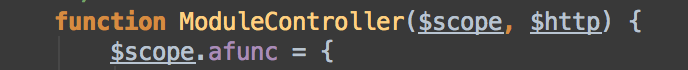 function ModuleController($scope, $http) {
$scope.afunc = {